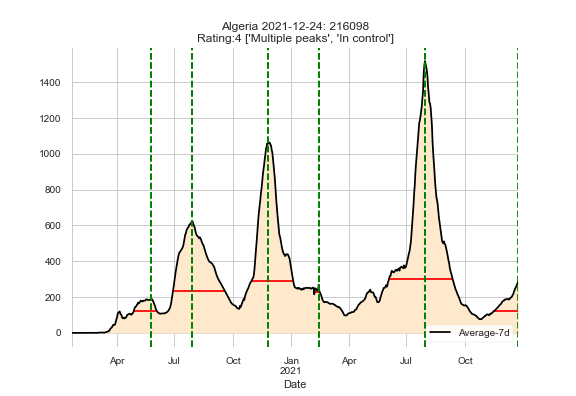 Algeria 2021-12-24: 216098
Rating:4 ['Multiple peaks', 'In control']
1400
1200
1000
800
600
400
200
0
Average-7d
Apr Jul Oct Jan Apr Jul Oct
2021
Date